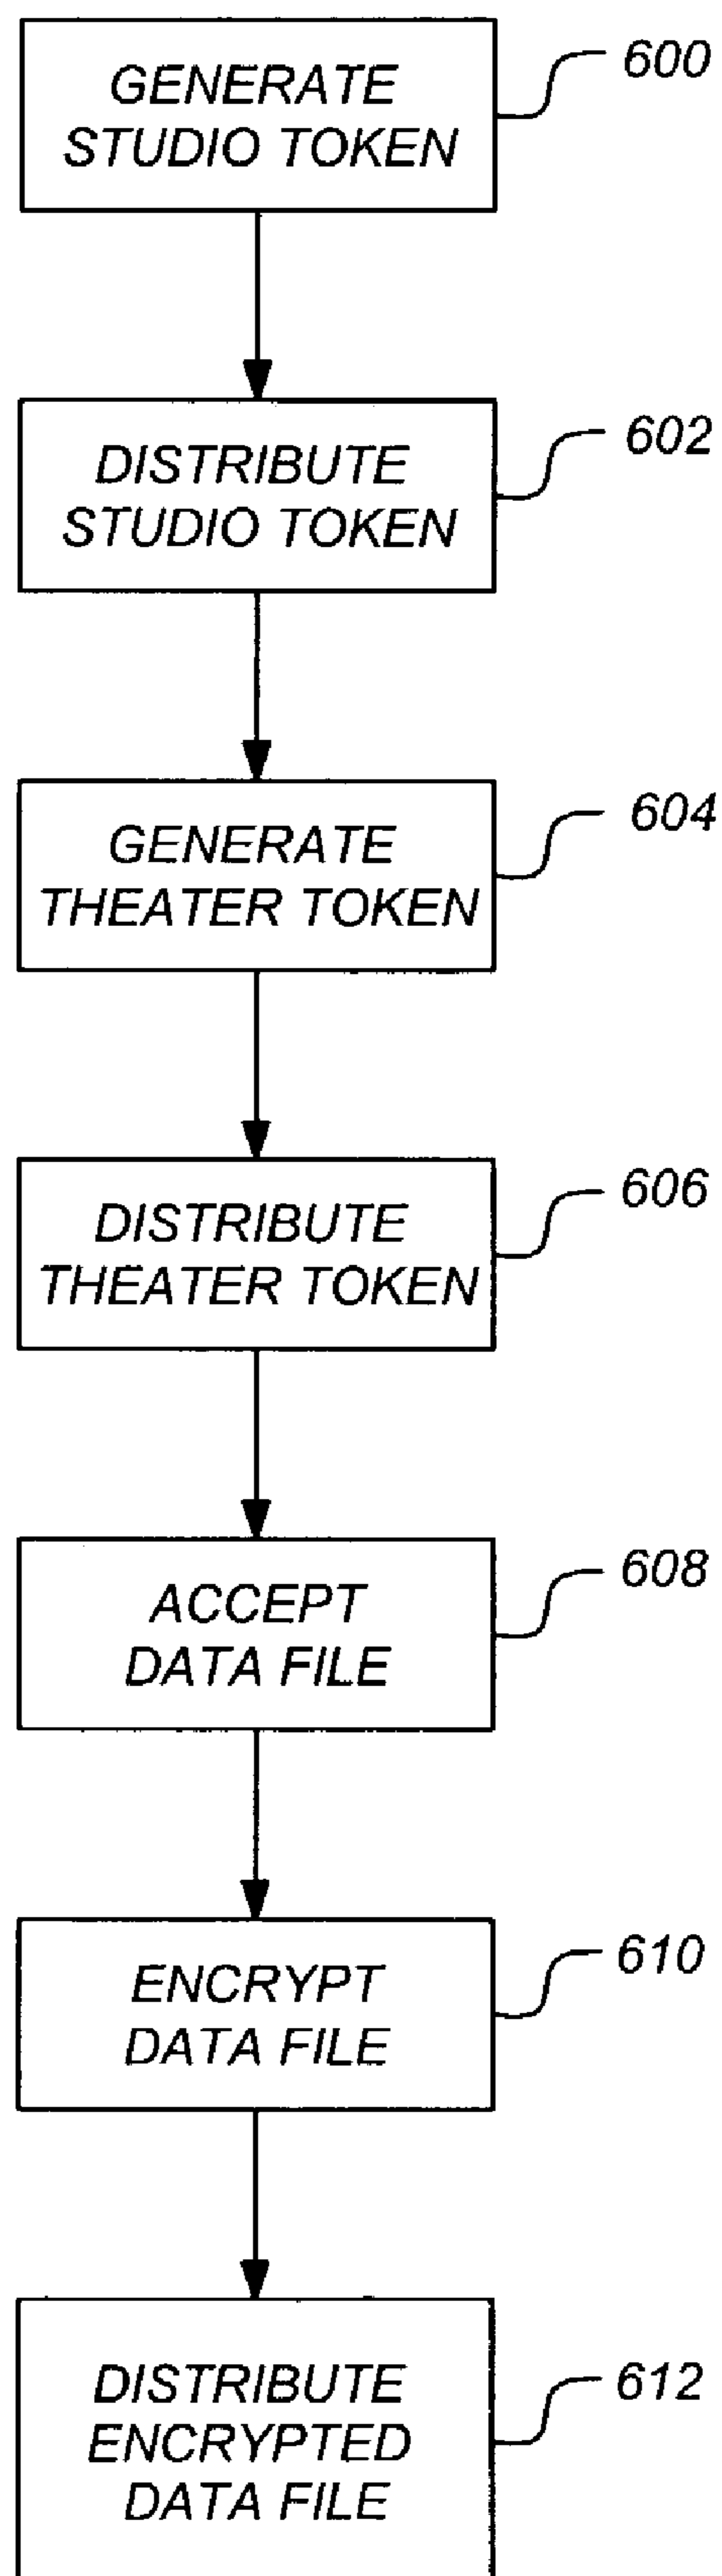 GENERATE
STUDIO TOKEN
600
DISTRIBUTE
STUDIO TOKEN
602
GENERATE
THEATER TOKEN
604
DISTRIBUTE
THEATER TOKEN
606
ACCEPT
DATA FILE
608
ENCRYPT
DATA FILE
610
DISTRIBUTE
ENCRYPTED
DATA FILE
612